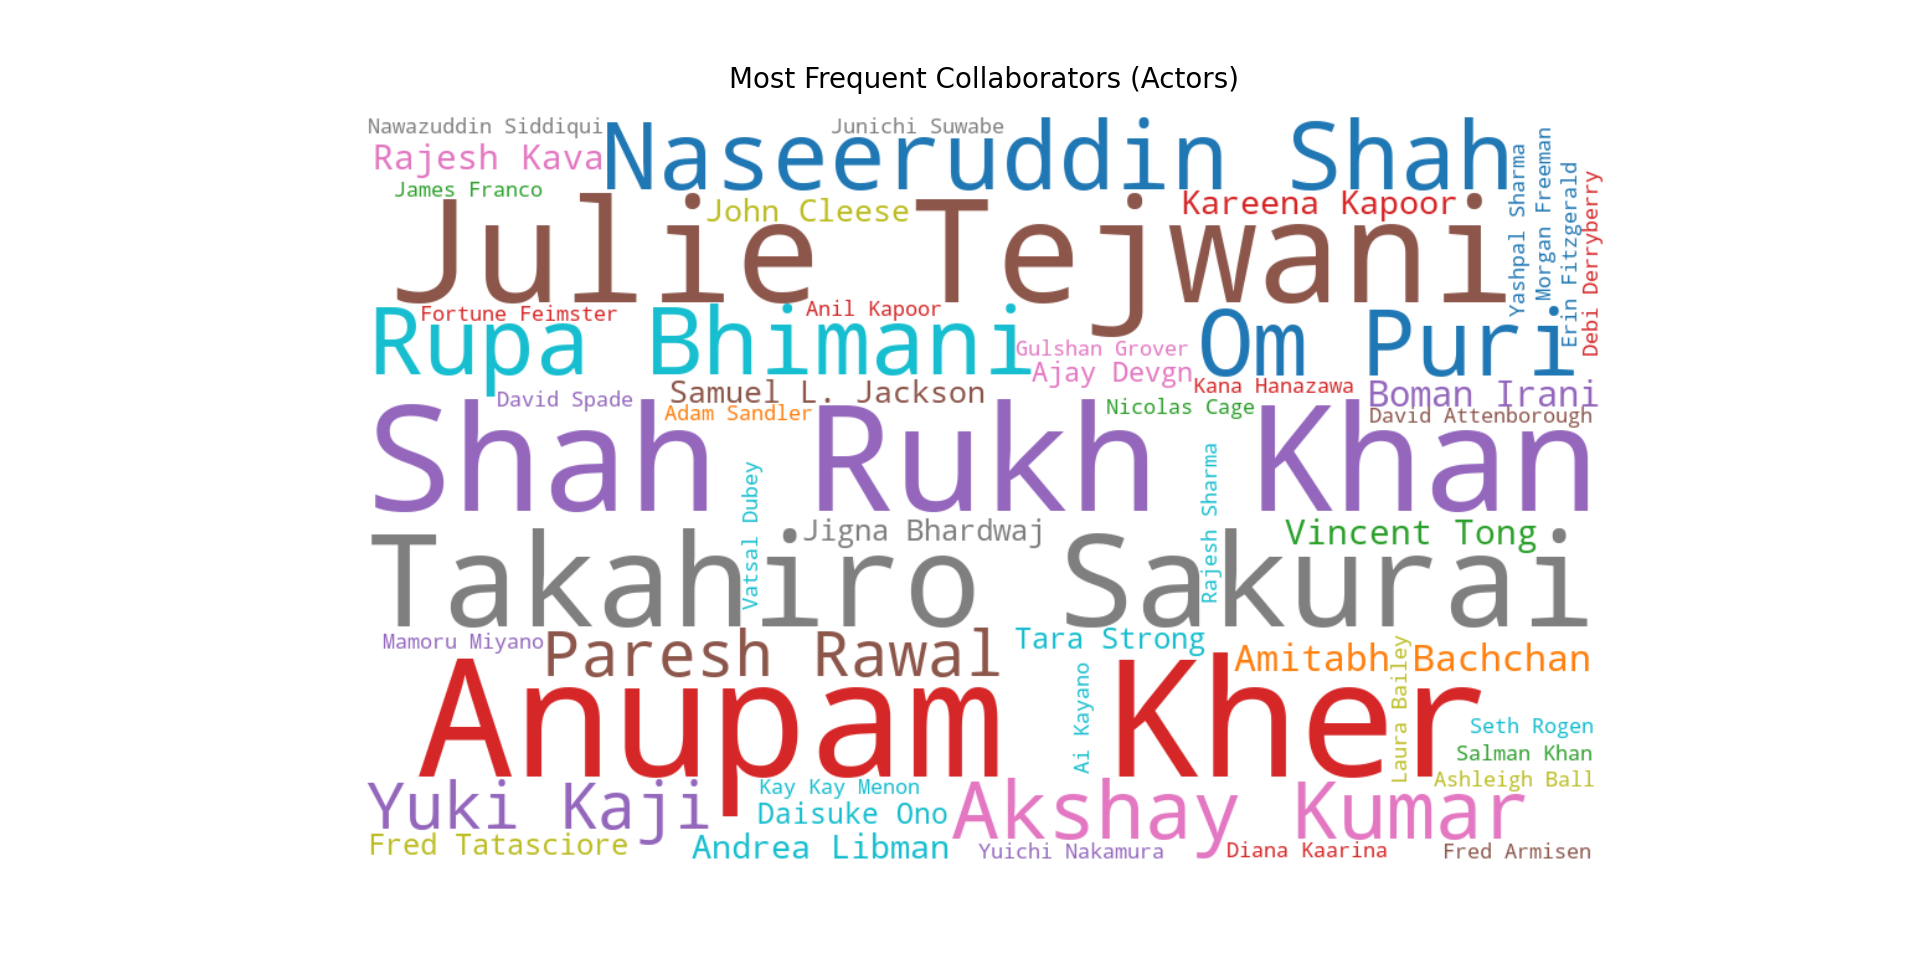 Most Frequent Collaborators (Actors)
Nawazuddin Siddiqui
Junichi Suwabe
Naseeruddin Shah
Rajesh Kava
James Franco
John Cleese
Kareena Kapoor
Julie Tejwani
Yashpal Sharma
Morgan Freeman
Erin Fitzgerald
Debi Derryberry
Fortune Feimster
Anil Kapoor
Rupa Bhimani
Om Puri
Gulshan Grover
Ajay Devgn
Kana Hanazawa
Samuel L. Jackson
Boman Irani
David Spade
Adam Sandler
Nicolas Cage
David Attenborough
Shah Rukh Khan
Vatsal Dubey
Rajesh Sharma
Jigna Bhardwaj
Vincent Tong
Takahiro Sakurai
Mamoru Miyano
Paresh Rawal
Tara Strong
Amitabh Bachchan
Ai Kayano
Laura Bailey
Anupam Kher
Seth Rogen
Salman Khan
Ashleigh Ball
Yuki Kaji
Kay Kay Menon
Daisuke Ono
Akshay Kumar
Fred Tatasciore
Andrea Libman
Yuichi Nakamura
Diana Kaarina
Fred Armisen